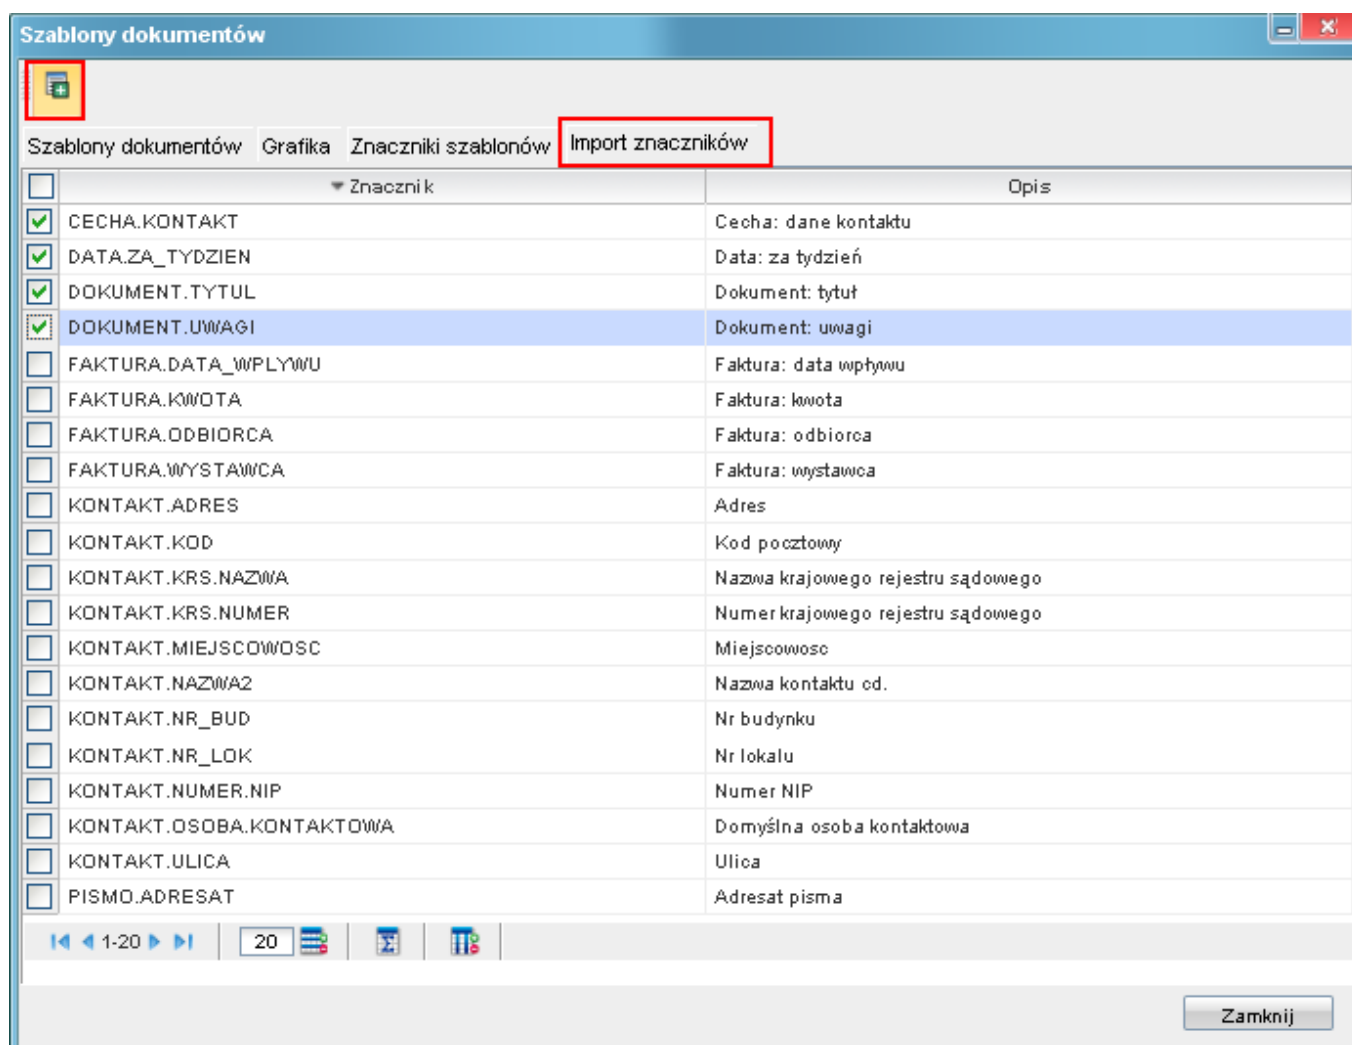 Szablony dokumentów
Szablony dokumentów Grafika Znaczniki szablonów Import znaczników
Znacznik Opis
CECHA.KONTAKT Cecha: dane kontaktu
DATA.ZA_TYDZIEN Data: za tydzień
DOKUMENT.TYTUL Dokument: tytuł
DOKUMENT.UWAGI Dokument: uwagi
FAKTURA.DATA_WPLYWU Faktura: data wpływu
FAKTURA.KWOTA Faktura: kwota
FAKTURA.ODBIORCA Faktura: odbiorca
FAKTURA.WYSTAWCA Faktura: wystawca
KONTAKT.ADRES Adres
KONTAKT.KOD Kod pocztowy
KONTAKT.KRS.NAZWA Nazwa krajowego rejestru sądowego
KONTAKT.KRS.NUMER Numer krajowego rejestru sądowego
KONTAKT.MIEJSCOWOSC Miejscowosc
KONTAKT.NAZWA2 Nazwa kontaktu cd.
KONTAKT.NR_BUD Nr budynku
KONTAKT.NR_LOK Nr lokalu
KONTAKT.NUMER.NIP Numer NIP
KONTAKT.OSOBA.KONTAKTOWA Domyślna osoba kontaktowa
KONTAKT.ULICA Ulica
PISMO.ADRESAT Adresat pisma
1-20 20
Zamknij